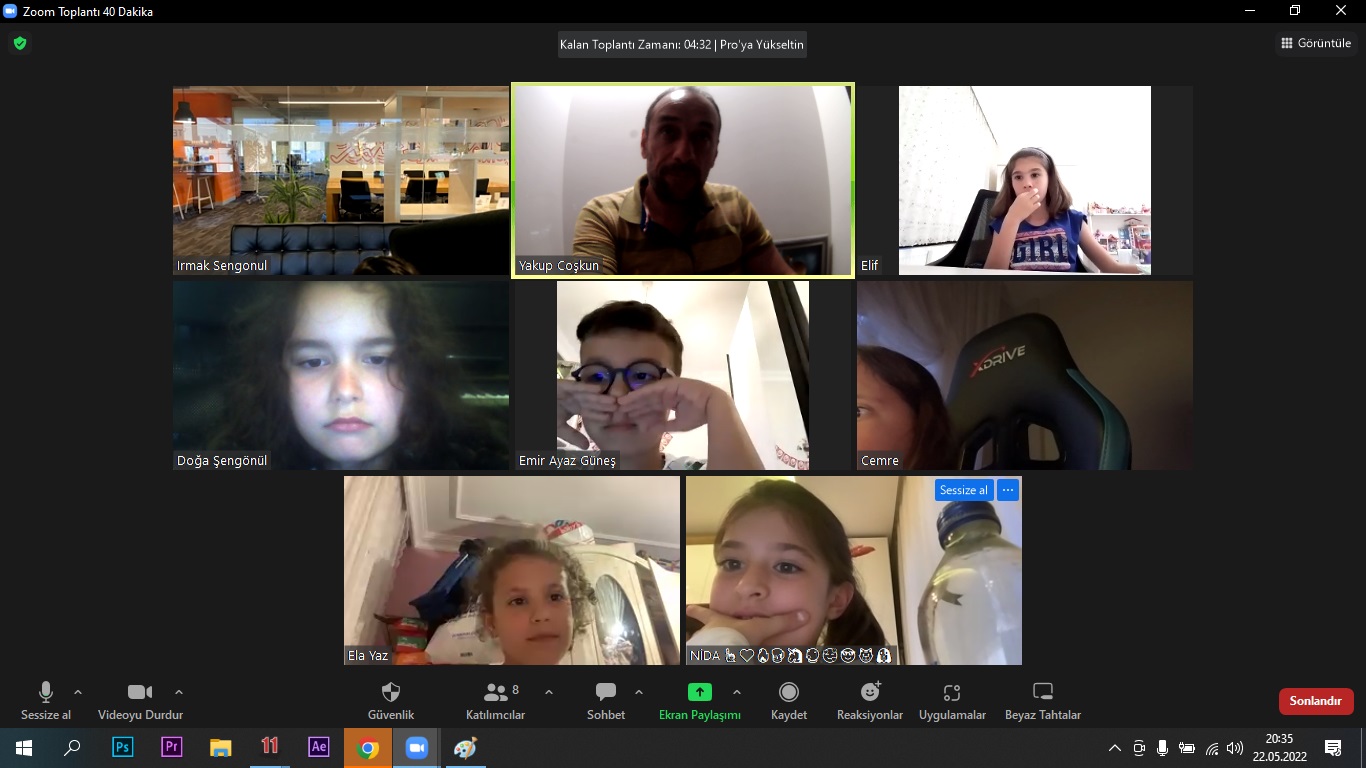 Zoom Toplantı 40 Dakika
Kalan Toplantı Zamanı: 04:32 | Pro'ya Yükseltin
Görüntüle
Irmak Sengonul
Yakup Coşkun
Elif
GIRL
Doğa Şengönül
Emir Ayaz Güneş
XDRIVE
Cemre
Sessize al
Ela Yaz
NİDA
Sessize al
Videoyu Durdur
Güvenlik
8
Katılımcılar
Sohbet
Ekran Paylaşımı
Kaydet
Reaksiyonlar
Uygulamalar
Beyaz Tahtalar
Sonlandır
Ps
Pr
11
Ae
20:35
22.05.2022